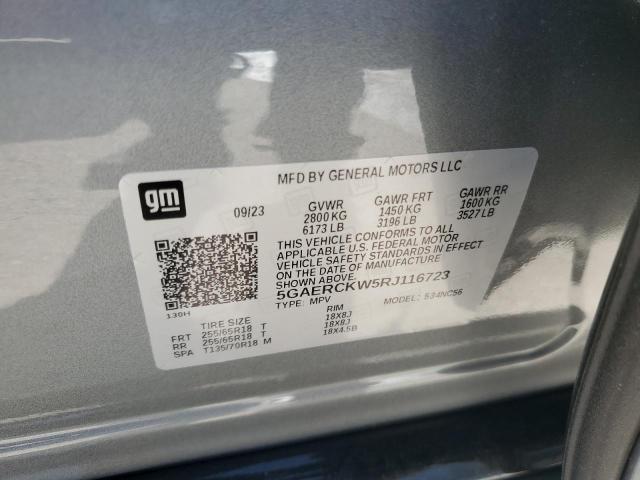 MFD BY GENERAL MOTORS LLC
gm
09/23
GVWR
2800 KG
6173 LB
GAWR FRT
1450 KG
3196 LB
GAWR RR
1600 KG
3527 LB
THIS VEHICLE CONFORMS TO ALL
APPLICABLE U.S. FEDERAL MOTOR
VEHICLE SAFETY STANDARDS IN EFFECT
ON THE DATE OF MANUFACTURE
SHOWN ABOVE.
5GAERCKW5RJ116723
TYPE: MPV
MODEL: S34NC56
130H
TIRE SIZE
RIM
FRT 255/65R18 T 18X8J
RR 255/65R18 T 18X8J
SPA T135/70R18 M 18X4.5B